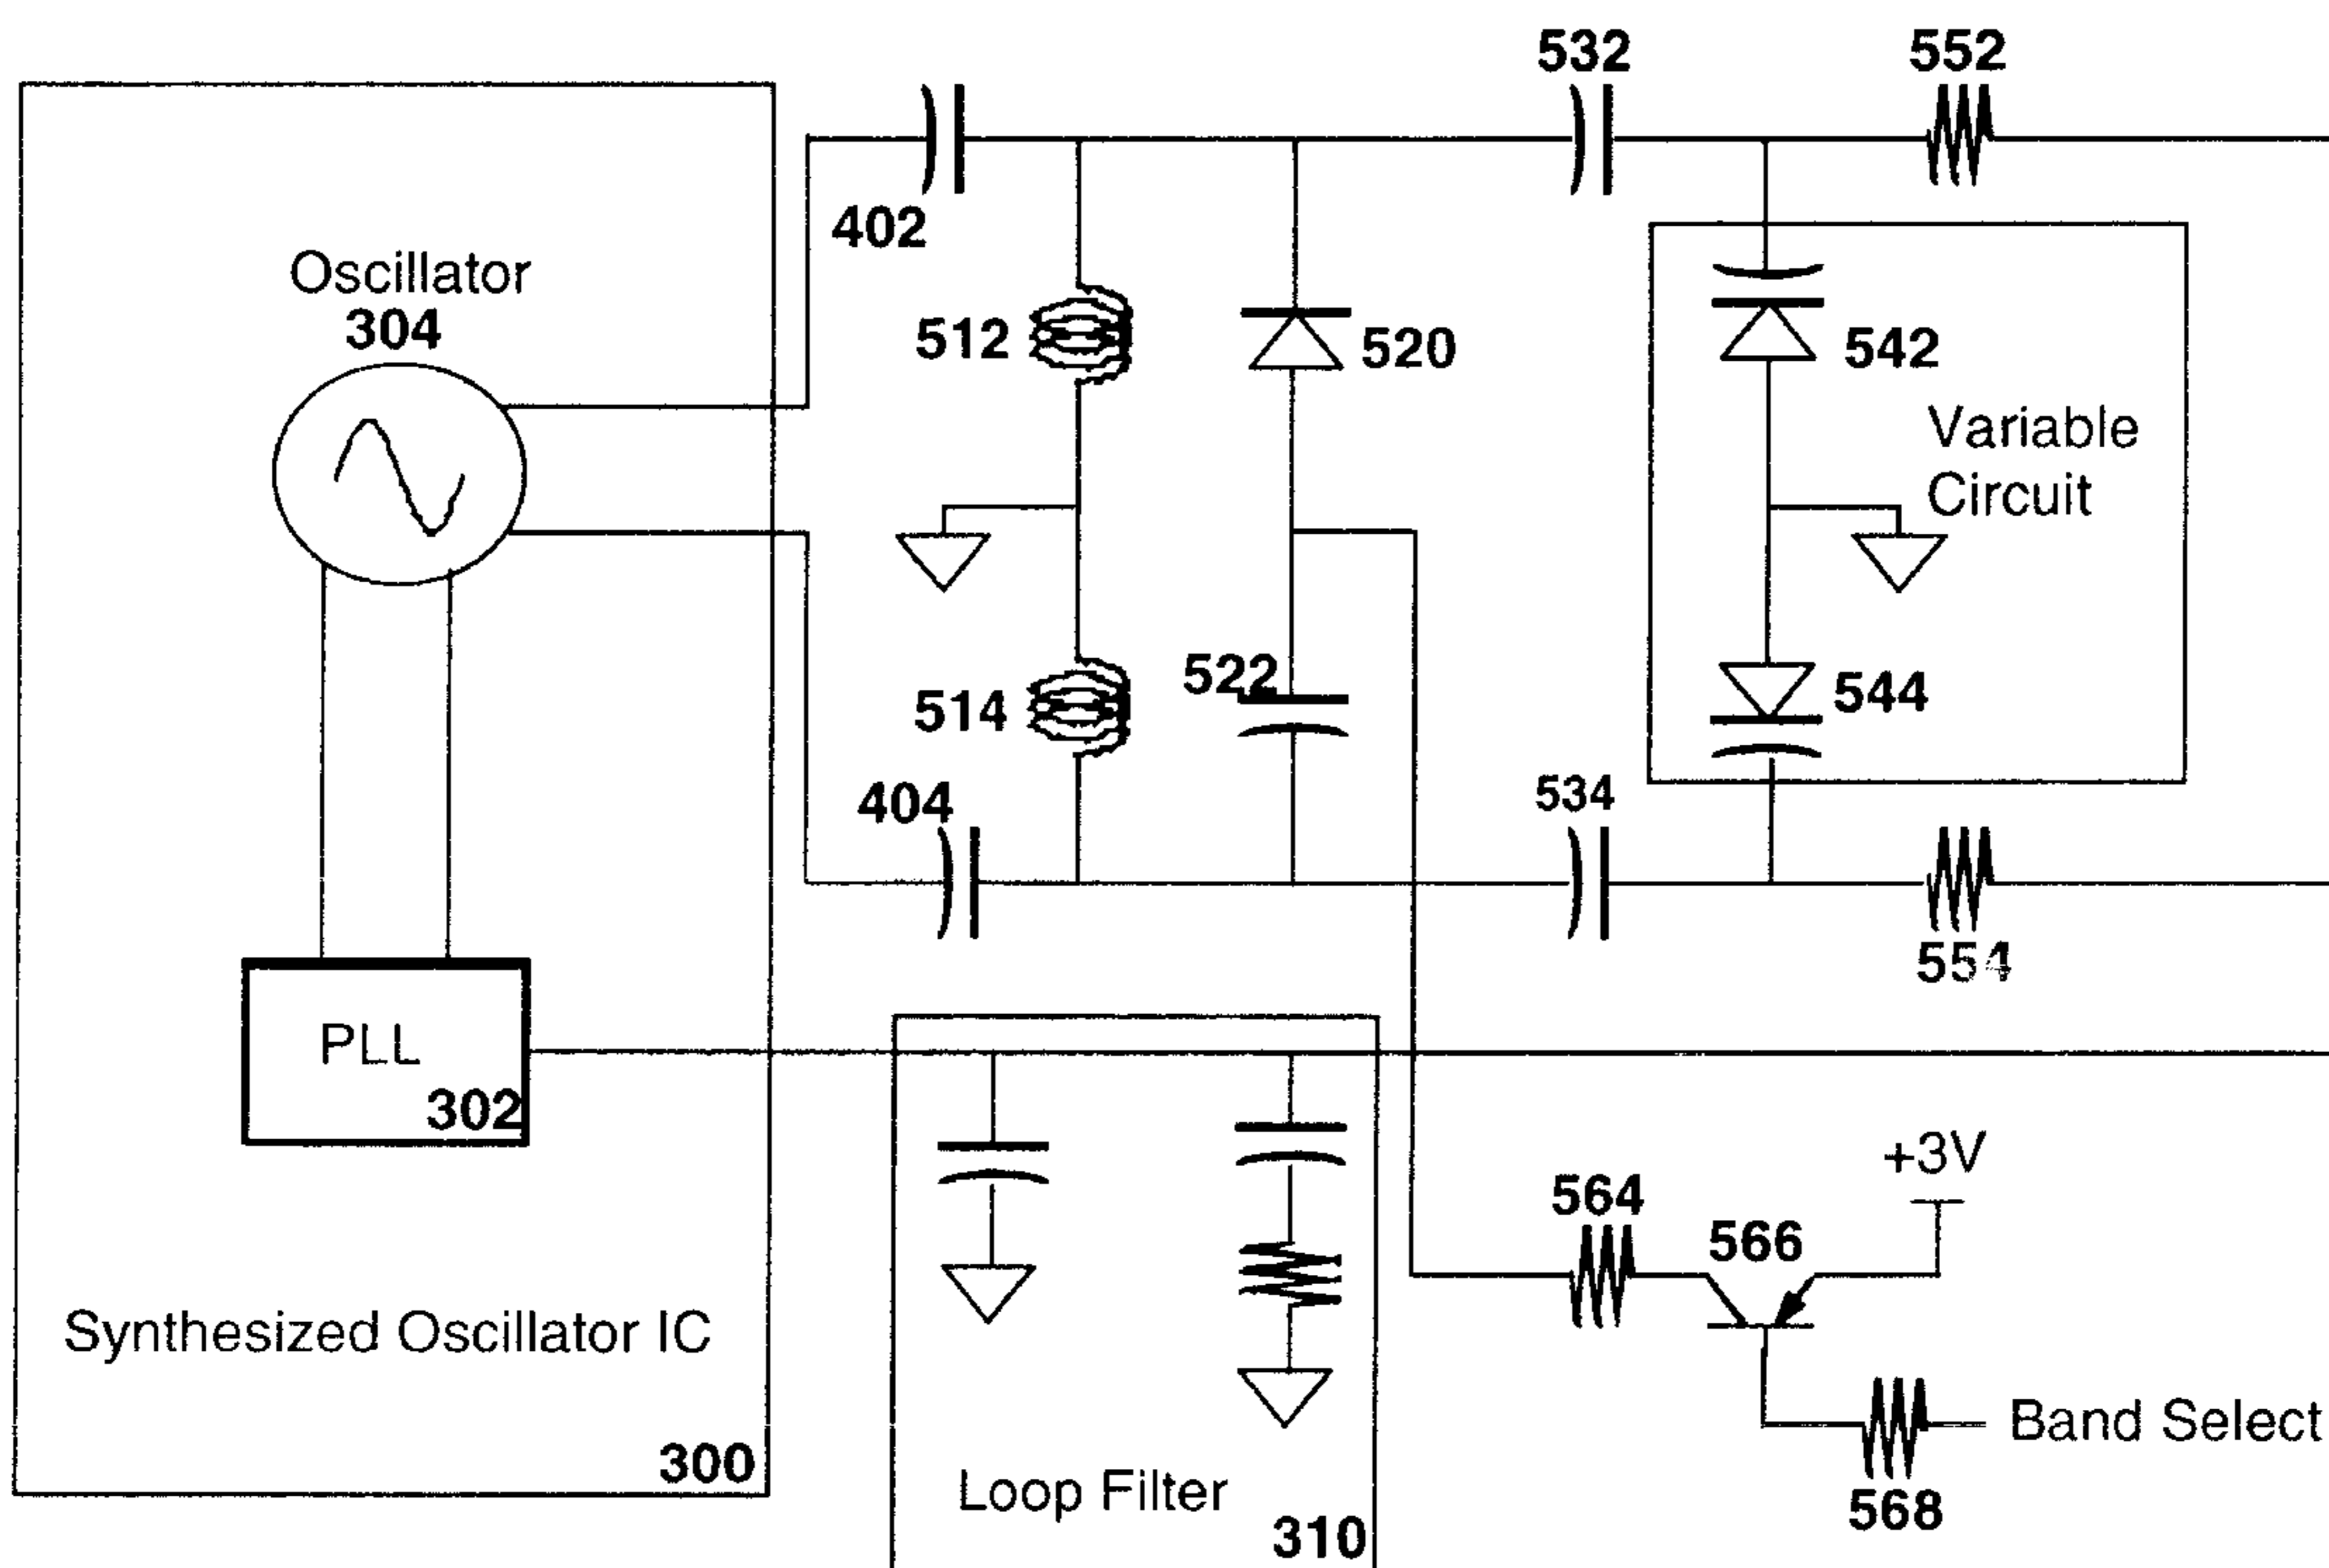 532
552
402
Oscillator
304
512
520
542
Variable
Circuit
522
544
514
404
534
554
PLL
302
+3V
564
566
Synthesized Oscillator IC
300
Band Select
Loop Filter
568
310